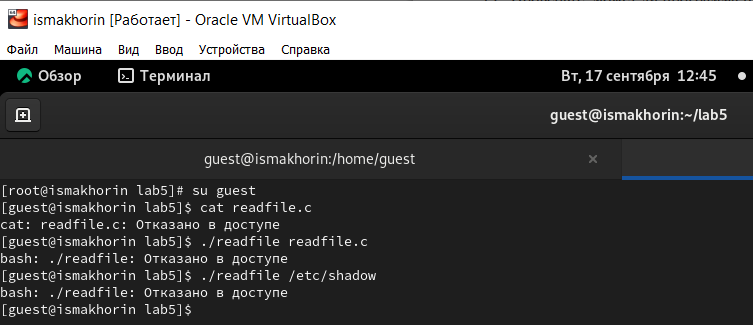 ismakhorin [Работает] - Oracle VM VirtualBox
Файл Машина Вид Ввод Устройства Справка
Обзор Терминал Вт, 17 сентября 12:45
guest@ismakhorin:~/lab5
guest@ismakhorin:/home/guest ×
[root@ismakhorin lab5]# su guest
[guest@ismakhorin lab5]$ cat readfile.c
cat: readfile.c: Отказано в доступе
[guest@ismakhorin lab5]$ ./readfile readfile.c
bash: ./readfile: Отказано в доступе
[guest@ismakhorin lab5]$ ./readfile /etc/shadow
bash: ./readfile: Отказано в доступе
[guest@ismakhorin lab5]$